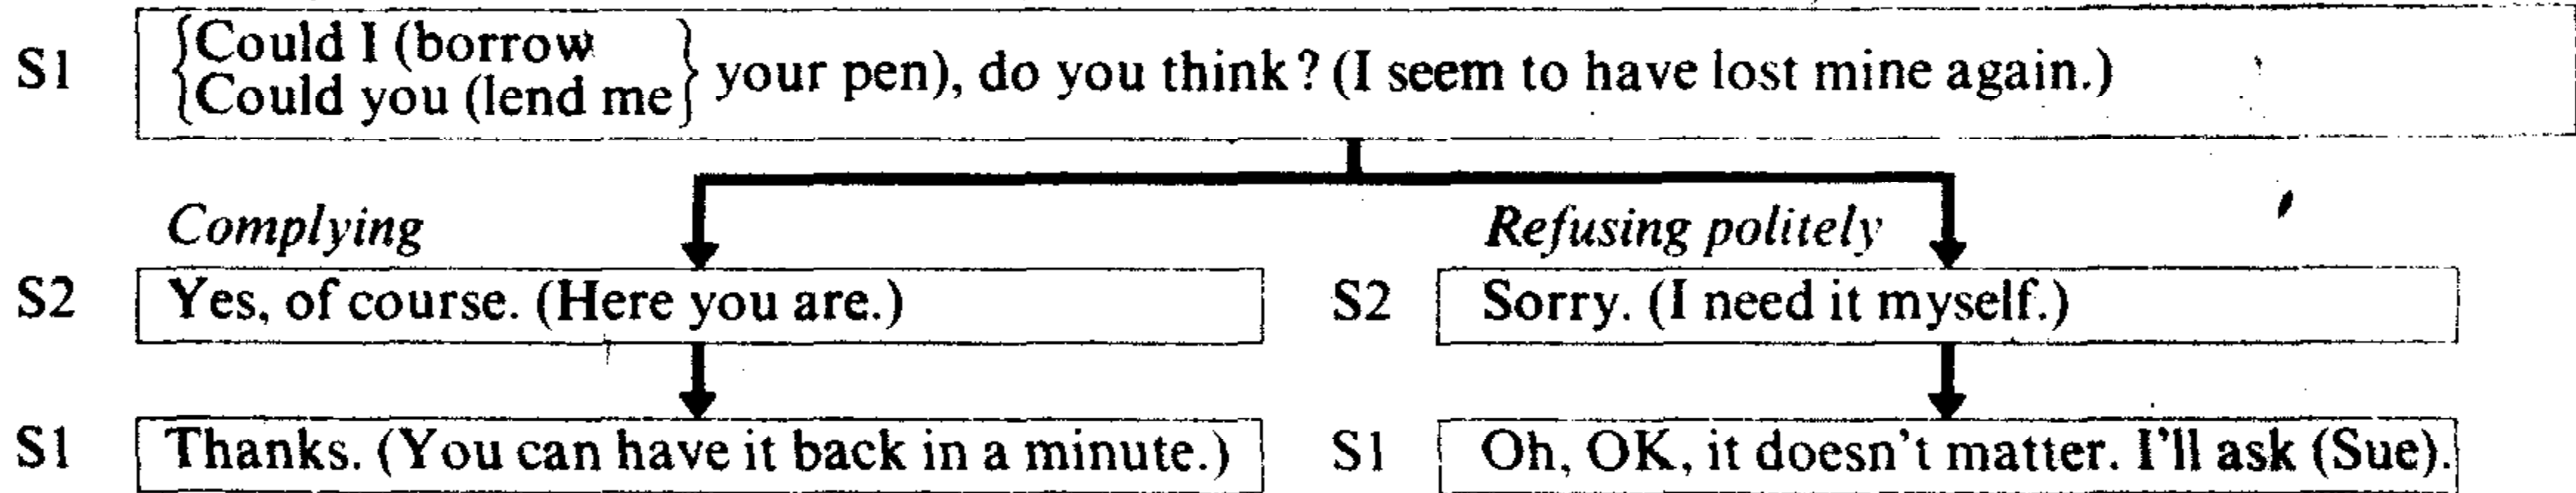 S1 {Could I (borrow
{Could you (lend me} your pen), do you think? (I seem to have lost mine again.)
Complying
Refusing politely
S2 Yes, of course. (Here you are.)
S2 Sorry. (I need it myself.)
S1 Thanks. (You can have it back in a minute.)
S1 Oh, OK, it doesn't matter. I'll ask (Sue).